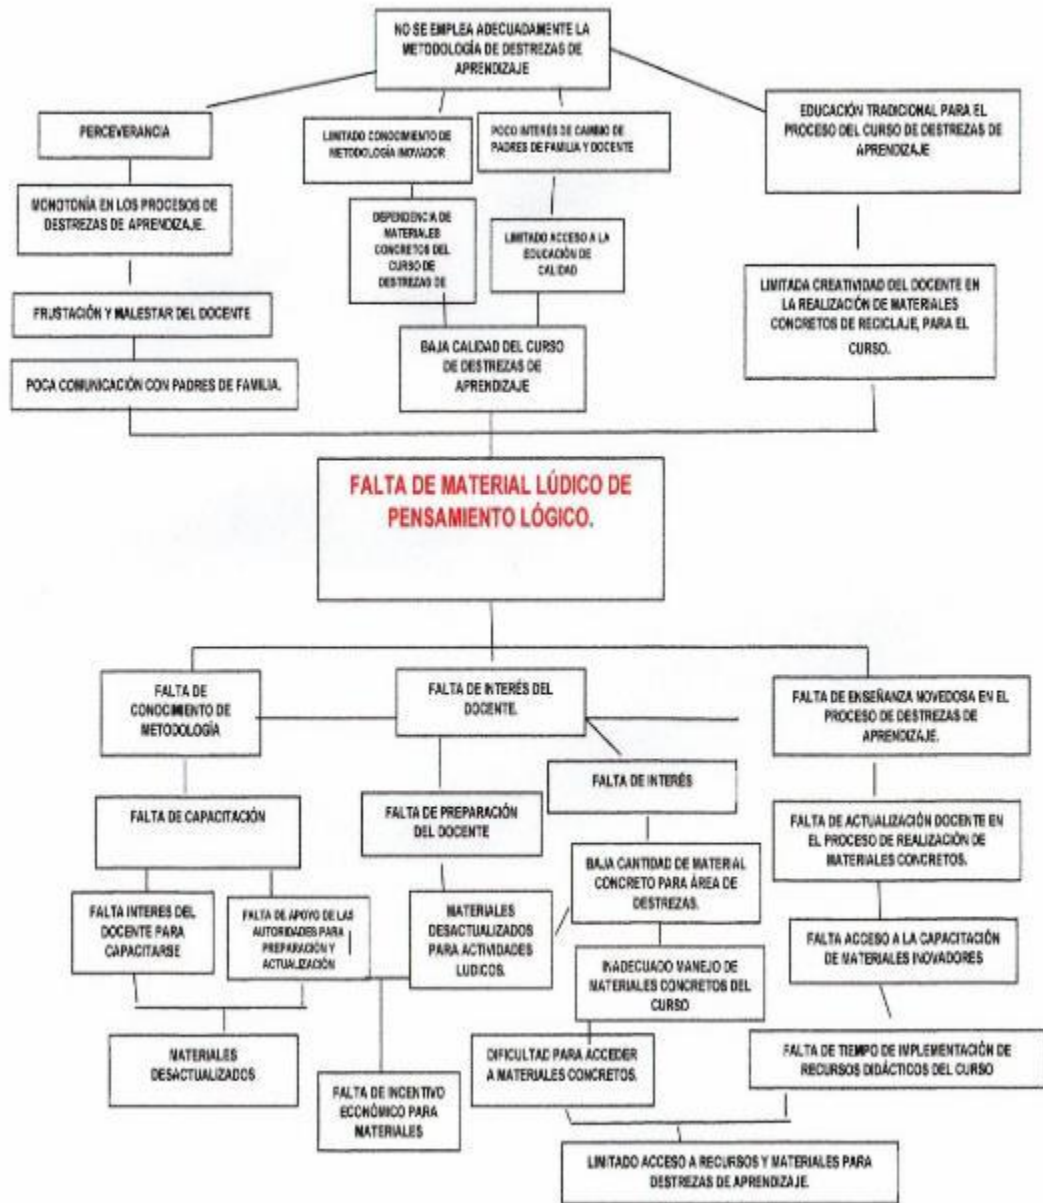 NO SE EMPLEA ADECUADAMENTE LA
METODOLOGÍA DE DESTREZAS DE
APRENDIZAJE
PERCEVERANCIA
LIMITADO CONOCIMIENTO DE
METODOLOGÍA INOVADOR
POCO INTERÉS DE CAMBIO DE
PADRES DE FAMILIA Y DOCENTE
EDUCACIÓN TRADICIONAL PARA EL
PROCESO DEL CURSO DE DESTREZAS DE
APRENDIZAJE
MONOTONÍA EN LOS PROCESOS DE
DESTREZAS DE APRENDIZAJE.
DEPENDENCIA DE
MATERIALES
CONCRETOS DEL
CURSO DE
DESTREZAS DE
LIMITADO ACCESO A LA
EDUCACIÓN DE
CALIDAD
LIMITADA CREATIVIDAD DEL DOCENTE EN
LA REALIZACIÓN DE MATERIALES
CONCRETOS DE RECICLAJE, PARA EL
CURSO.
FRUSTACIÓN Y MALESTAR DEL DOCENTE
BAJA CALIDAD DEL CURSO
DE DESTREZAS DE
APRENDIZAJE
POCA COMUNICACIÓN CON PADRES DE FAMILIA.
FALTA DE MATERIAL LÚDICO DE
PENSAMIENTO LÓGICO.
FALTA DE
CONOCIMIENTO DE
METODOLOGÍA
FALTA DE INTERÉS DEL
DOCENTE.
FALTA DE ENSEÑANZA NOVEDOSA EN EL
PROCESO DE DESTREZAS DE
APRENDIZAJE.
FALTA DE INTERÉS
FALTA DE CAPACITACIÓN
FALTA DE PREPARACIÓN
DEL DOCENTE
FALTA DE ACTUALIZACIÓN DOCENTE EN
EL PROCESO DE REALIZACIÓN DE
MATERIALES CONCRETOS.
BAJA CANTIDAD DE MATERIAL
CONCRETO PARA ÁREA DE
DESTREZAS.
FALTA INTERES DEL
DOCENTE PARA
CAPACITARSE
FALTA DE APOYO DE LAS
AUTORIDADES PARA
PREPARACIÓN Y
ACTUALIZACIÓN
MATERIALES
DESACTUALIZADOS
PARA ACTIVIDADES
LUDICOS.
FALTA ACCESO A LA CAPACITACIÓN
DE MATERIALES INOVADORES
INADECUADO MANEJO DE
MATERIALES CONCRETOS DEL
CURSO
MATERIALES
DESACTUALIZADOS
DIFICULTAD PARA ACCEDER
A MATERIALES CONCRETOS.
FALTA DE TIEMPO DE IMPLEMENTACIÓN DE
RECURSOS DIDÁCTICOS DEL CURSO
FALTA DE INCENTIVO
ECONÓMICO PARA
MATERIALES
LIMITADO ACCESO A RECURSOS Y MATERIALES PARA
DESTREZAS DE APRENDIZAJE.